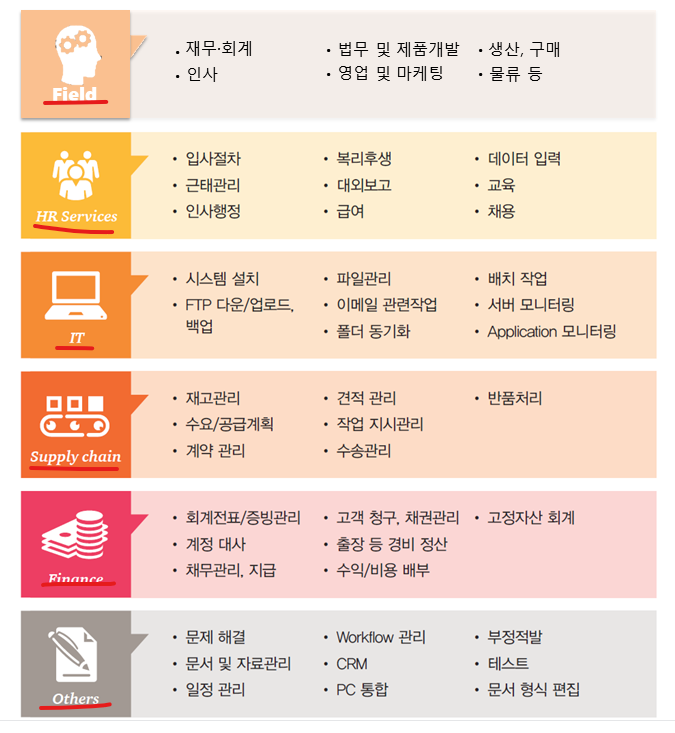 Field
• 재무·회계
• 인사
• 법무 및 제품개발
• 영업 및 마케팅
• 생산, 구매
• 물류 등
HR Services
• 입사절차
• 근태관리
• 인사행정
• 복리후생
• 대외보고
• 급여
• 데이터 입력
• 교육
• 채용
IT
• 시스템 설치
• FTP 다운/업로드,
백업
• 파일관리
• 이메일 관련작업
• 폴더 동기화
• 배치 작업
• 서버 모니터링
• Application 모니터링
Supply chain
• 재고관리
• 수요/공급계획
• 계약 관리
• 견적 관리
• 작업 지시관리
• 수송관리
• 반품처리
Finance
• 회계전표/증빙관리
• 계정 대사
• 채무관리, 지급
• 고객 청구, 채권관리
• 출장 등 경비 정산
• 수익/비용 배부
• 고정자산 회계
Others
• 문제 해결
• 문서 및 자료관리
• 일정 관리
• Workflow 관리
• CRM
• PC 통합
• 부정적발
• 테스트
• 문서 형식 편집